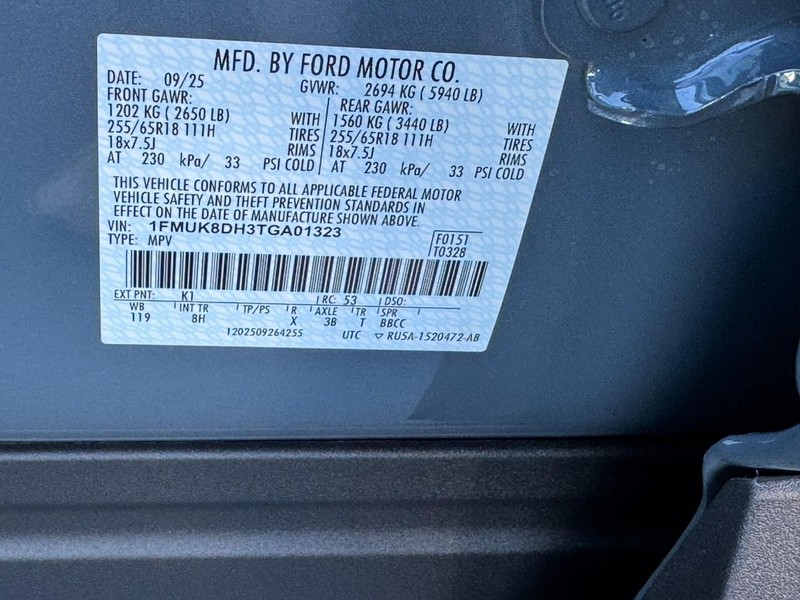 MFD. BY FORD MOTOR CO.
DATE: 09/25 GVWR: 2694 KG ( 5940 LB)
FRONT GAWR: REAR GAWR:
1202 KG ( 2650 LB) WITH 1560 KG ( 3440 LB) WITH
255/65R18 111H TIRES 255/65R18 111H TIRES
18x7.5J RIMS 18x7.5J RIMS
AT 230 kPa/ 33 PSI COLD AT 230 kPa/ 33 PSI COLD
THIS VEHICLE CONFORMS TO ALL APPLICABLE FEDERAL MOTOR
VEHICLE SAFETY AND THEFT PREVENTION STANDARDS IN
EFFECT ON THE DATE OF MANUFACTURE SHOWN ABOVE.
VIN: 1FMUK8DH3TGA01323
TYPE: MPV
F0151
T0328
EXT PNT: K1 RC: 53 DSO:
WB INT TR TP/PS R AXLE TR SPR
119 8H X 3B T BBCC
1202509264255 UTC ▽ RU5A-1520472-AB